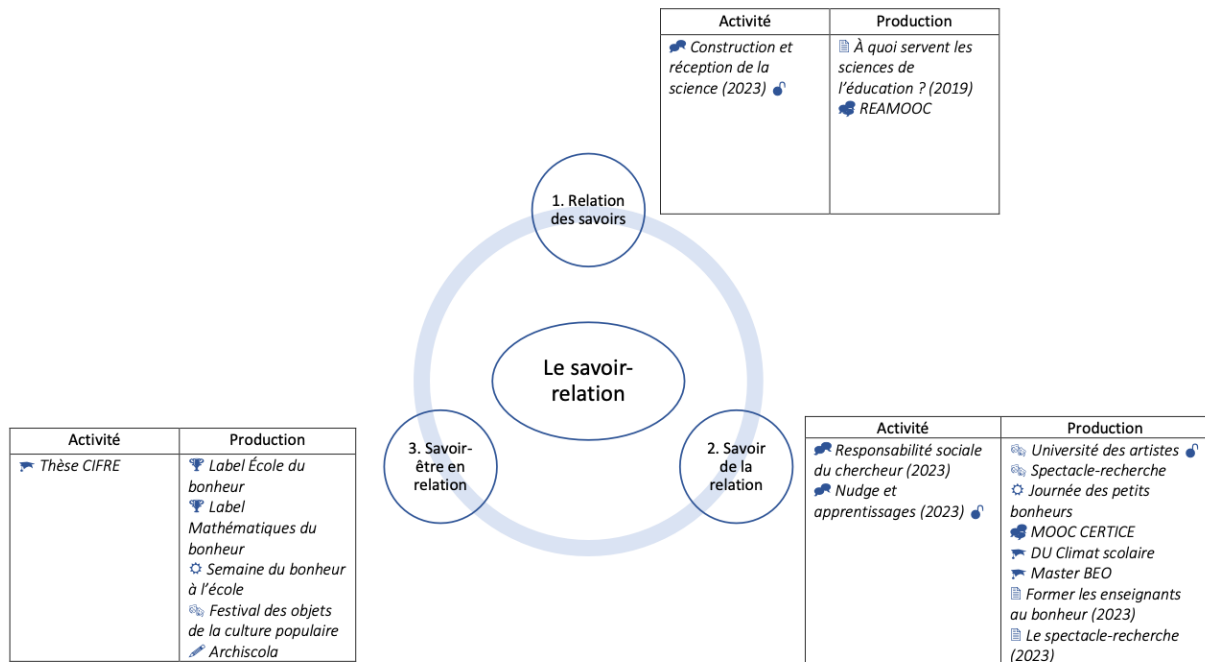 Activité
Production
Construction et
réception de la
science (2023)
À quoi servent les
sciences de
l'éducation ? (2019)
REAMOOC
1. Relation
des savoirs
Le savoir-
relation
3. Savoir-
être en
relation
2. Savoir
de la
relation
Activité
Production
Thèse CIFRE
Label École du
bonheur
Label
Mathématiques du
bonheur
Semaine du bonheur
à l'école
Festival des objets
de la culture populaire
Archiscola
Activité
Production
Responsabilité sociale
du chercheur (2023)
Nudge et
apprentissages (2023)
Université des artistes
Spectacle-recherche
Journée des petits
bonheurs
MOOC CERTICE
DU Climat scolaire
Master BEO
Former les enseignants
au bonheur (2023)
Le spectacle-recherche
(2023)